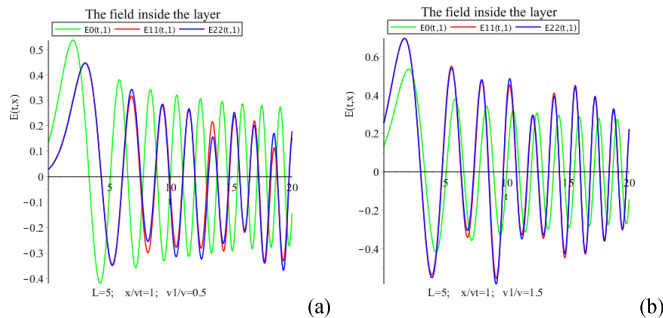 The field inside the layer
E0(t,1) E11(t,1) E22(t,1)
E(t,x)
0.5
0.4
0.3
0.2
0.1
0
-0.1
-0.2
-0.3
-0.4
5 10 15 20
t
L=5; x/vt=1; v1/v=0.5
(a)
The field inside the layer
E0(t,1) E11(t,1) E22(t,1)
E(t,x)
0.6
0.4
0.2
0
-0.2
-0.4
5 10 15 20
t
L=5; x/vt=1; v1/v=1.5
(b)